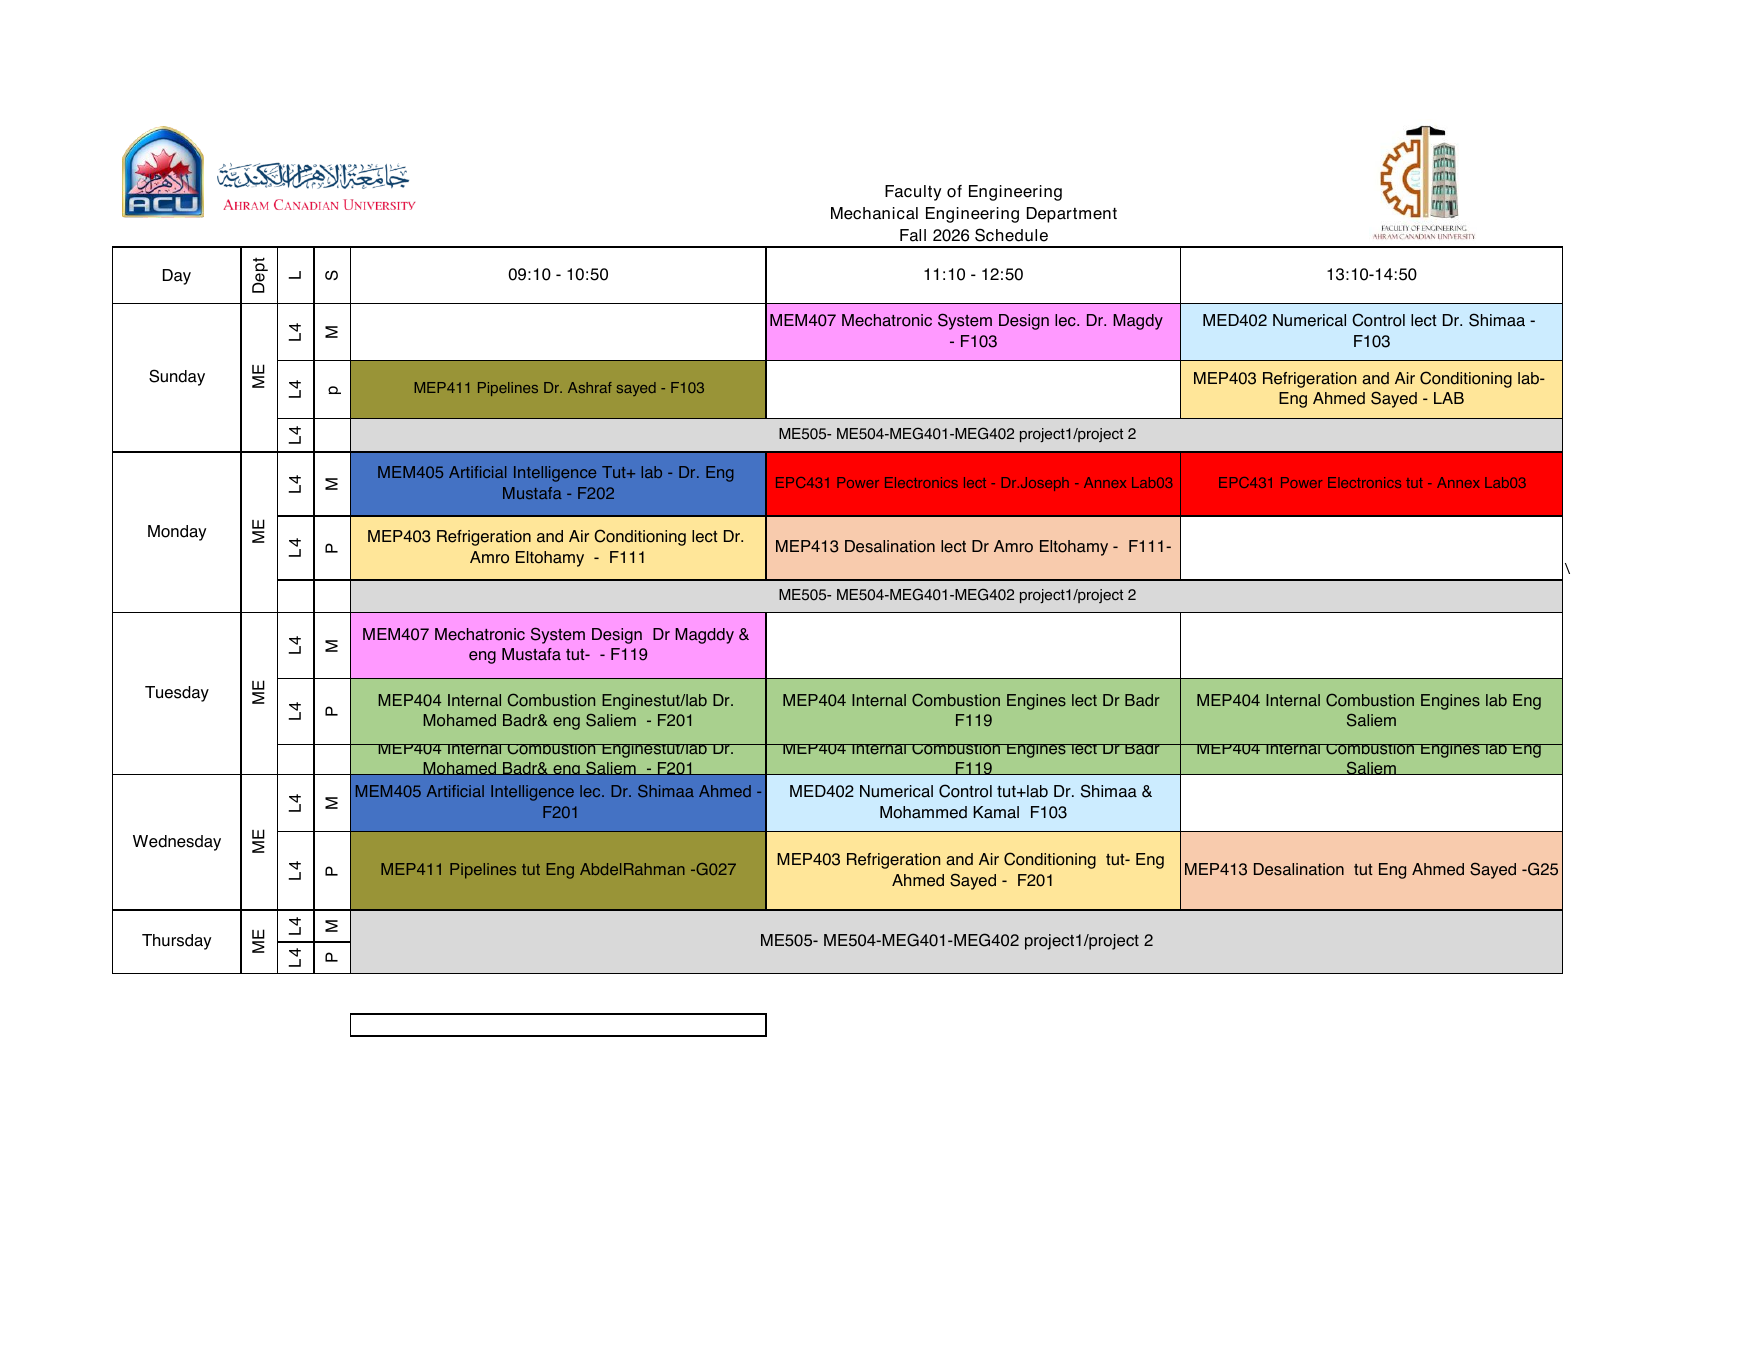 ACU
جامعة الاهرام الكندية
AHRAM CANADIAN UNIVERSITY
Faculty of Engineering
Mechanical Engineering Department
Fall 2026 Schedule
FACULTY OF ENGINEERING
AHRAM CANADIAN UNIVERSITY
Day Dept L S 09:10 - 10:50 11:10 - 12:50 13:10-14:50
Sunday ME
L4 M
MEM407 Mechatronic System Design lec. Dr. Magdy
- F103
MED402 Numerical Control lect Dr. Shimaa -
F103
L4 p
MEP411 Pipelines Dr. Ashraf sayed - F103
MEP403 Refrigeration and Air Conditioning lab-
Eng Ahmed Sayed - LAB
L4
ME505- ME504-MEG401-MEG402 project1/project 2
Monday ME
L4 M
MEM405 Artificial Intelligence Tut+ lab - Dr. Eng
Mustafa - F202
EPC431 Power Electronics lect - Dr.Joseph - Annex Lab03
EPC431 Power Electronics tut - Annex Lab03
L4 P
MEP403 Refrigeration and Air Conditioning lect Dr.
Amro Eltohamy - F111
MEP413 Desalination lect Dr Amro Eltohamy - F111-
\
ME505- ME504-MEG401-MEG402 project1/project 2
Tuesday ME
L4 M
MEM407 Mechatronic System Design Dr Magddy &
eng Mustafa tut- - F119
L4 P
MEP404 Internal Combustion Enginestut/lab Dr.
Mohamed Badr& eng Saliem - F201
MEP404 Internal Combustion Engines lect Dr Badr
F119
MEP404 Internal Combustion Engines lab Eng
Saliem
MEP404 Internal Combustion Enginestut/lab Dr.
Mohamed Badr& eng Saliem - F201
MEP404 Internal Combustion Engines lect Dr Badr
F119
MEP404 Internal Combustion Engines lab Eng
Saliem
Wednesday ME
L4 M
MEM405 Artificial Intelligence lec. Dr. Shimaa Ahmed -
F201
MED402 Numerical Control tut+lab Dr. Shimaa &
Mohammed Kamal F103
L4 P
MEP411 Pipelines tut Eng AbdelRahman -G027
MEP403 Refrigeration and Air Conditioning tut- Eng
Ahmed Sayed - F201
MEP413 Desalination tut Eng Ahmed Sayed -G25
Thursday ME
L4 M
L4 P
ME505- ME504-MEG401-MEG402 project1/project 2